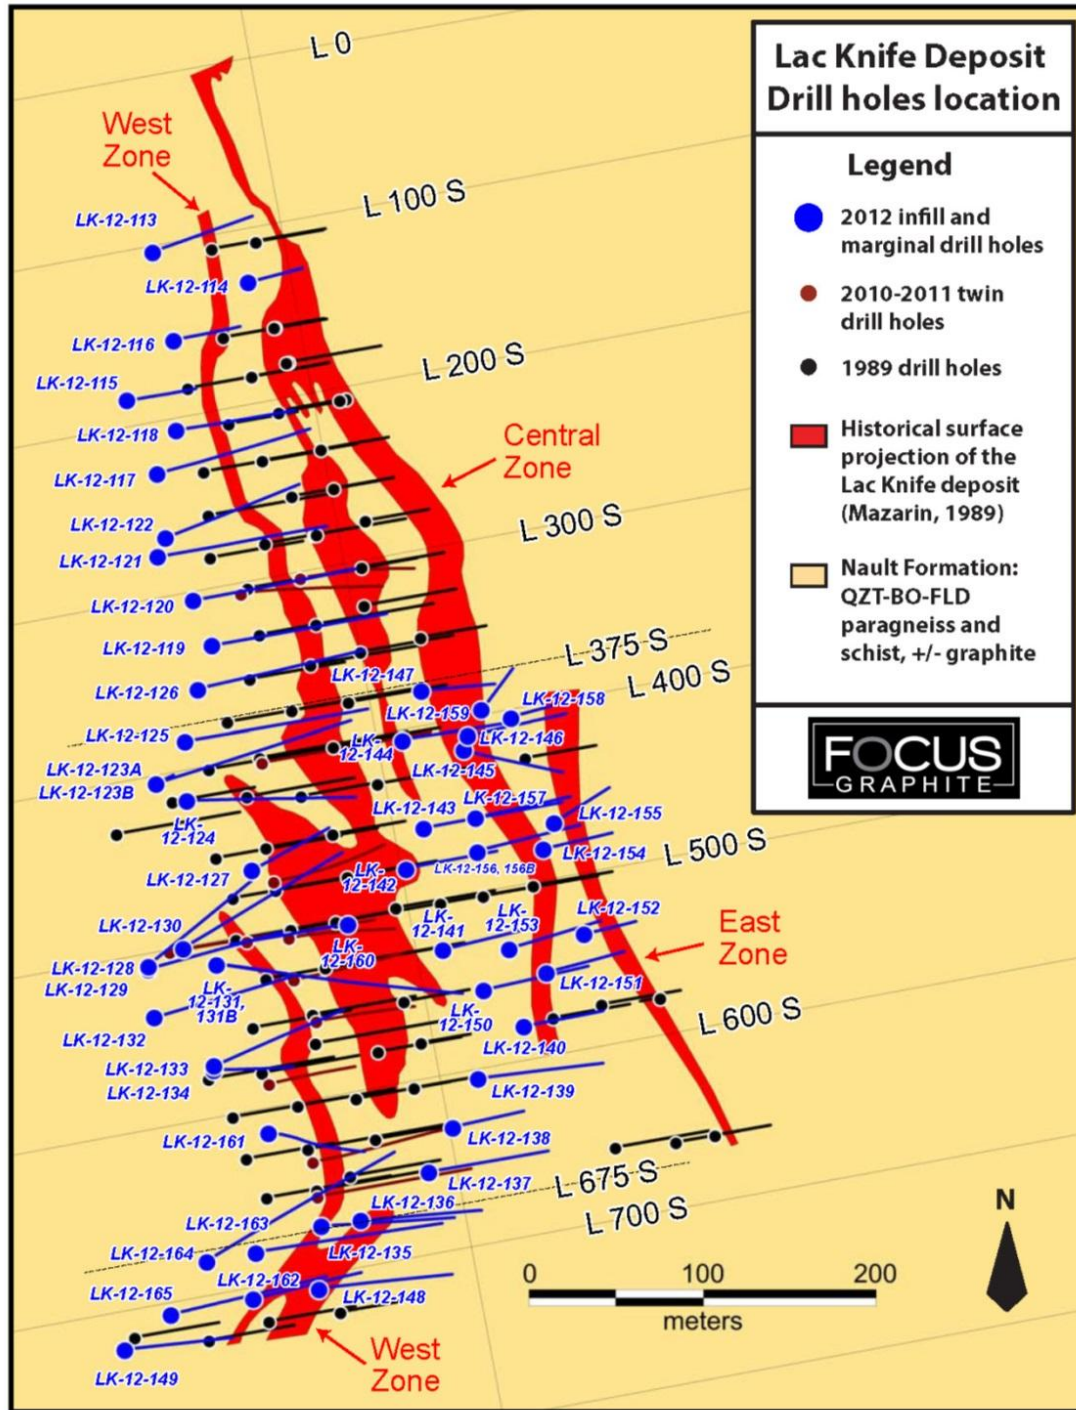 Lac Knife Deposit
Drill holes location
Legend
2012 infill and
marginal drill holes
2010-2011 twin
drill holes
1989 drill holes
Historical surface
projection of the
Lac Knife deposit
(Mazarin, 1989)
Nault Formation:
QZT-BO-FLD
paragneiss and
schist, +/- graphite
FOCUS
GRAPHITE
L 0
West
Zone
L 100 S
LK-12-113
LK-12-114
LK-12-116
L 200 S
LK-12-115
LK-12-118
Central
Zone
LK-12-117
L 300 S
LK-12-122
LK-12-121
LK-12-120
LK-12-119
L 375 S
LK-12-147
L 400 S
LK-12-126
LK-12-158
LK-12-159
LK-12-125
LK-
12-144
LK-12-146
LK-12-123A
LK-12-145
LK-12-123B
LK-12-157
LK-12-143
LK-12-155
LK-
12-124
L 500 S
LK-12-154
LK-12-156, 156B
LK-12-127
LK-
12-142
LK-12-152
LK-12-130
LK-
12-141
LK-
12-153
East
Zone
LK-
12-160
LK-12-128
LK-12-129
LK-12-151
LK-
12-131,
131B
LK-
12-150
L 600 S
LK-12-132
LK-12-140
LK-12-133
LK-12-134
LK-12-139
LK-12-161
LK-12-138
LK-12-137
L 675 S
LK-12-136
L 700 S
LK-12-163
LK-12-164
LK-12-135
LK-12-162
LK-12-165
LK-12-148
West
Zone
LK-12-149
N
0 100 200
meters